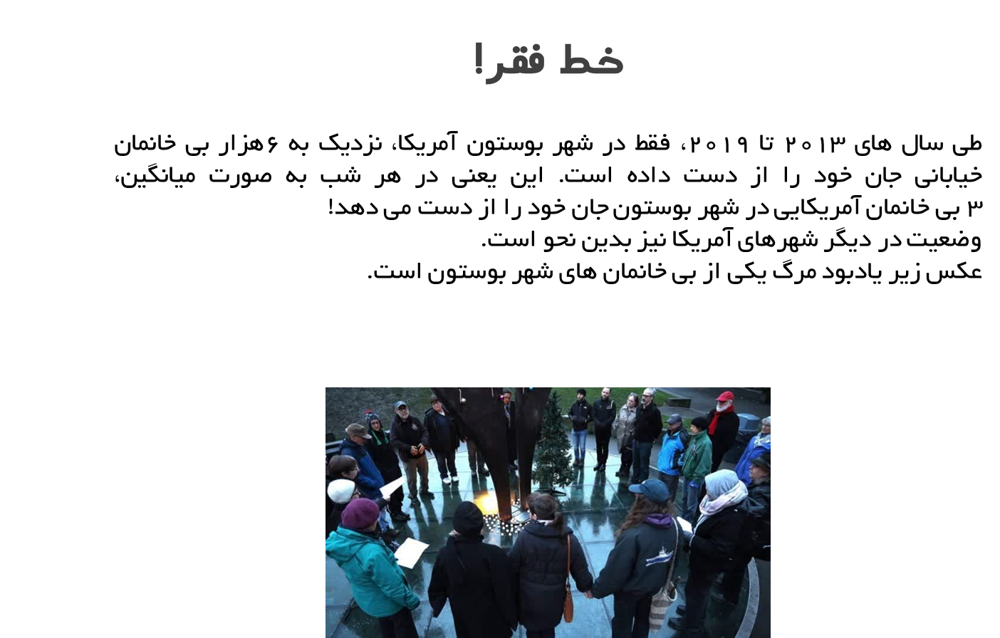 خط فقر!
طی سال های ۲۰۱۳ تا ۲۰۱۹، فقط در شهر بوستون آمریکا، نزدیک به ۶هزار بی خانمان
خیابانی جان خود را از دست داده است. این یعنی در هر شب به صورت میانگین،
۳ بی خانمان آمریکایی در شهر بوستون جان خود را از دست می دهد!
وضعیت در دیگر شهرهای آمریکا نیز بدین نحو است.
عکس زیر یادبود مرگ یکی از بی خانمان های شهر بوستون است.